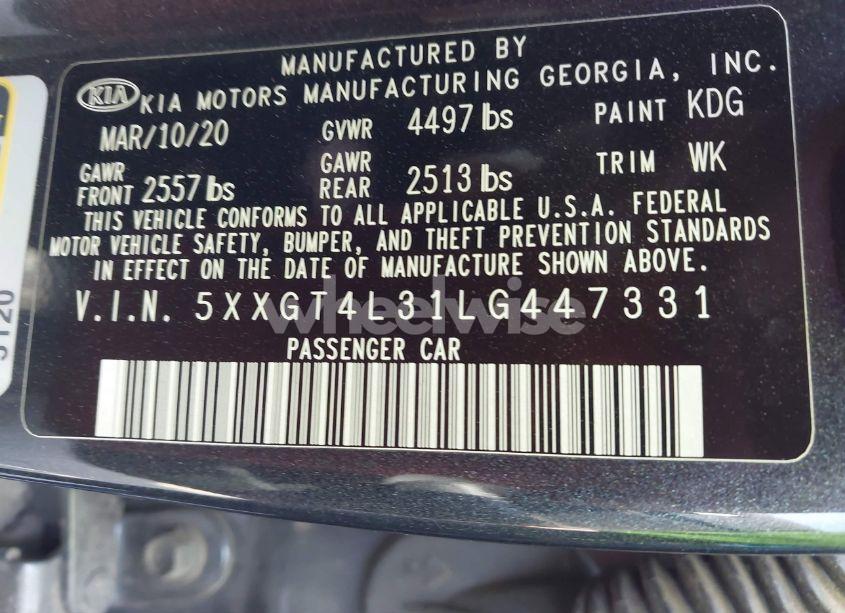 MANUFACTURED BY
KIA KIA MOTORS MANUFACTURING GEORGIA, INC.
MAR/10/20 GVWR 4497 lbs PAINT KDG
GAWR FRONT 2557 lbs GAWR REAR 2513 lbs TRIM WK
THIS VEHICLE CONFORMS TO ALL APPLICABLE U.S.A. FEDERAL
MOTOR VEHICLE SAFETY, BUMPER, AND THEFT PREVENTION STANDARDS
IN EFFECT ON THE DATE OF MANUFACTURE SHOWN ABOVE.
V.I.N. 5XXGT4L31LG447331
wheelwise
PASSENGER CAR